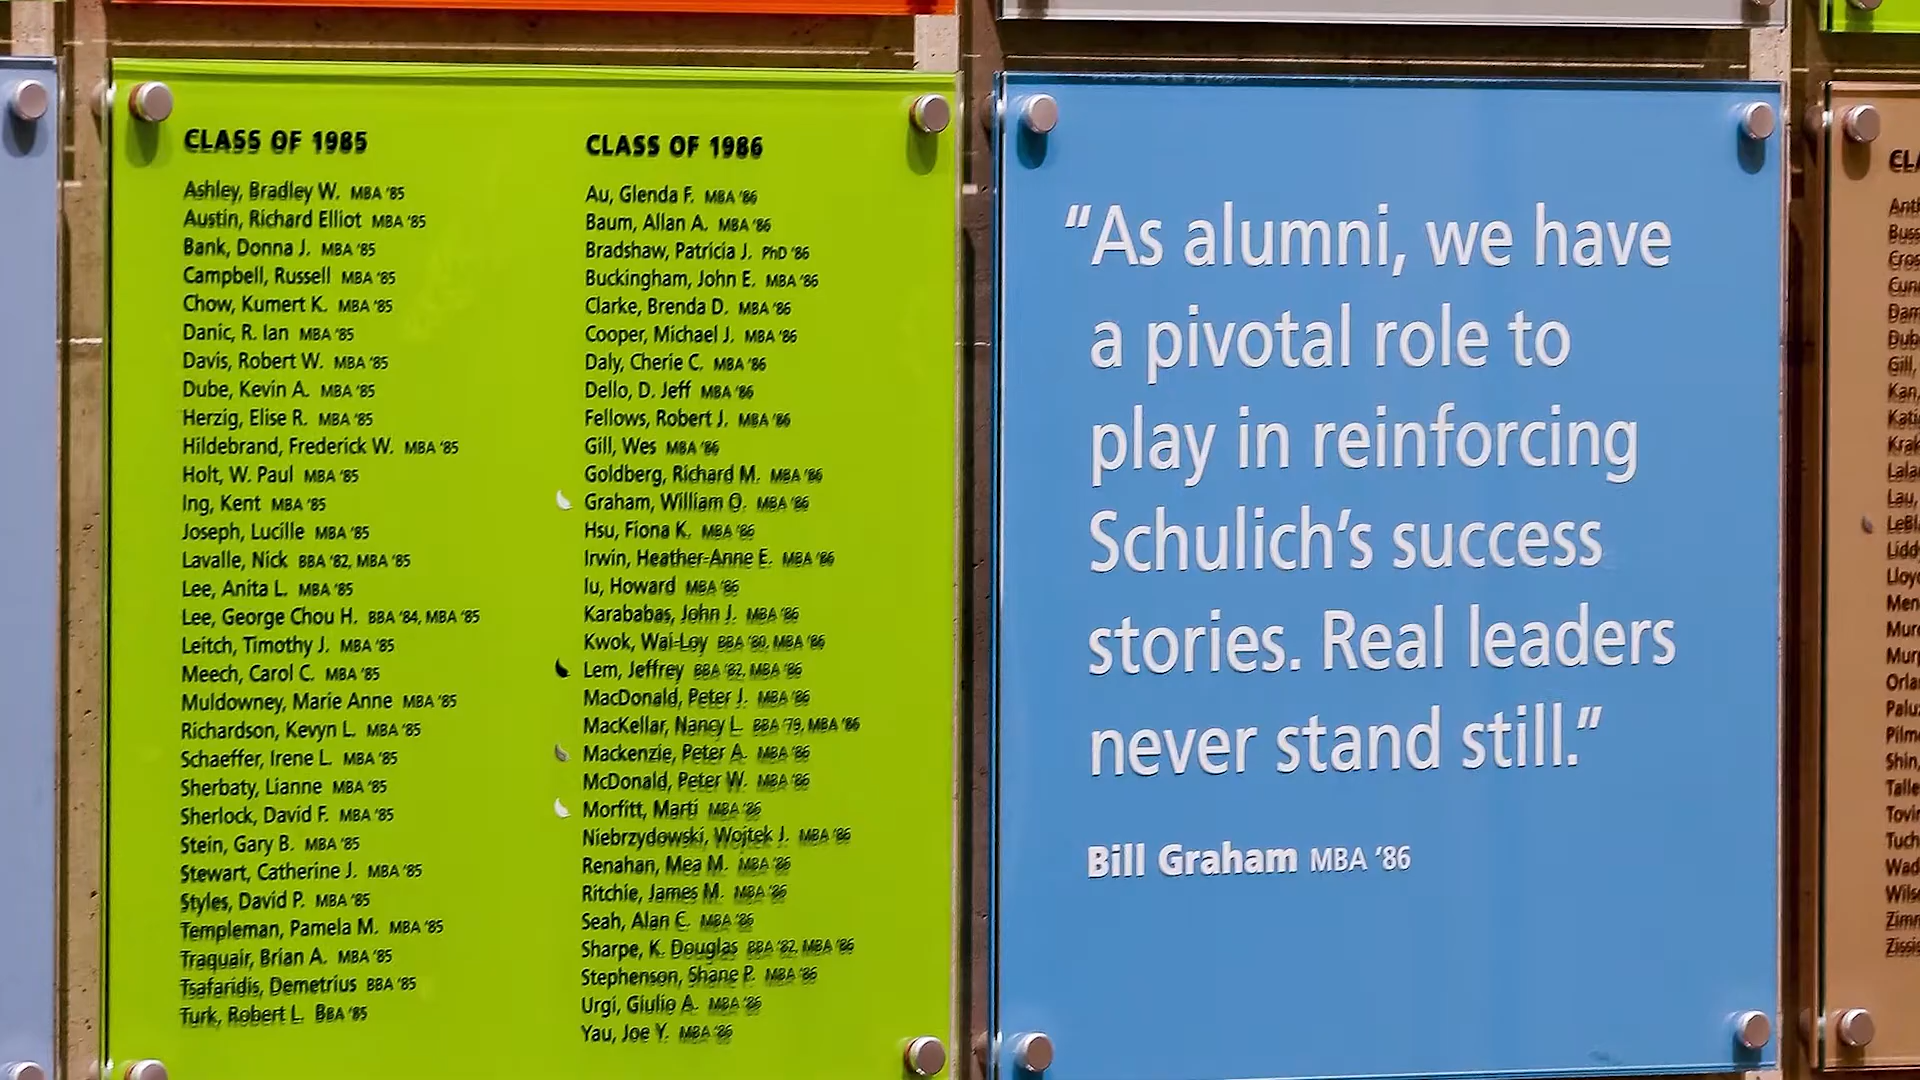 CLASS OF 1985
Ashley, Bradley W. MBA '85
Austin, Richard Elliot MBA '85
Bank, Donna J. MBA '85
Campbell, Russell MBA '85
Chow, Kumert K. MBA '85
Danic, R. Ian MBA '85
Davis, Robert W. MBA '85
Dube, Kevin A. MBA '85
Herzig, Elise R. MBA '85
Hildebrand, Frederick W. MBA '85
Holt, W. Paul MBA '85
Ing, Kent MBA '85
Joseph, Lucille MBA '85
Lavalle, Nick BBA '82, MBA '85
Lee, Anita L. MBA '85
Lee, George Chou H. BBA '84, MBA '85
Leitch, Timothy J. MBA '85
Meech, Carol C. MBA '85
Muldowney, Marie Anne MBA '85
Richardson, Kevyn L. MBA '85
Schaeffer, Irene L. MBA '85
Sherbaty, Lianne MBA '85
Sherlock, David F. MBA '85
Stein, Gary B. MBA '85
Stewart, Catherine J. MBA '85
Styles, David P. MBA '85
Templeman, Pamela M. MBA '85
Traquair, Brian A. MBA '85
Tsafaridis, Demetrius BBA '85
Turk, Robert L. BBA '85
CLASS OF 1986
Au, Glenda F. MBA '86
Baum, Allan A. MBA '86
Bradshaw, Patricia J. PhD '86
Buckingham, John E. MBA '86
Clarke, Brenda D. MBA '86
Cooper, Michael J. MBA '86
Daly, Cherie C. MBA '86
Dello, D. Jeff MBA '86
Fellows, Robert J. MBA '86
Gill, Wes MBA '86
Goldberg, Richard M. MBA '86
Graham, William O. MBA '86
Hsu, Fiona K. MBA '86
Irwin, Heather-Anne E. MBA '86
Iu, Howard MBA '86
Karababas, John J. MBA '86
Kwok, Wai-Loy BBA '80, MBA '86
Lem, Jeffrey BBA '82, MBA '86
MacDonald, Peter J. MBA '86
MacKellar, Nancy L. BBA '79, MBA '86
Mackenzie, Peter A. MBA '86
McDonald, Peter W. MBA '86
Morfitt, Marti MBA '86
Niebrzydowski, Wojtek J. MBA '86
Renahan, Mea M. MBA '86
Ritchie, James M. MBA '86
Seah, Alan C. MBA '86
Sharpe, K. Douglas BBA '82, MBA '86
Stephenson, Shane P. MBA '86
Urgi, Giulio A. MBA '86
Yau, Joe Y. MBA '86
“As alumni, we have
a pivotal role to
play in reinforcing
Schulich’s success
stories. Real leaders
never stand still.”
Bill Graham MBA '86
Gill,
Kan,
Lau,
Shin,